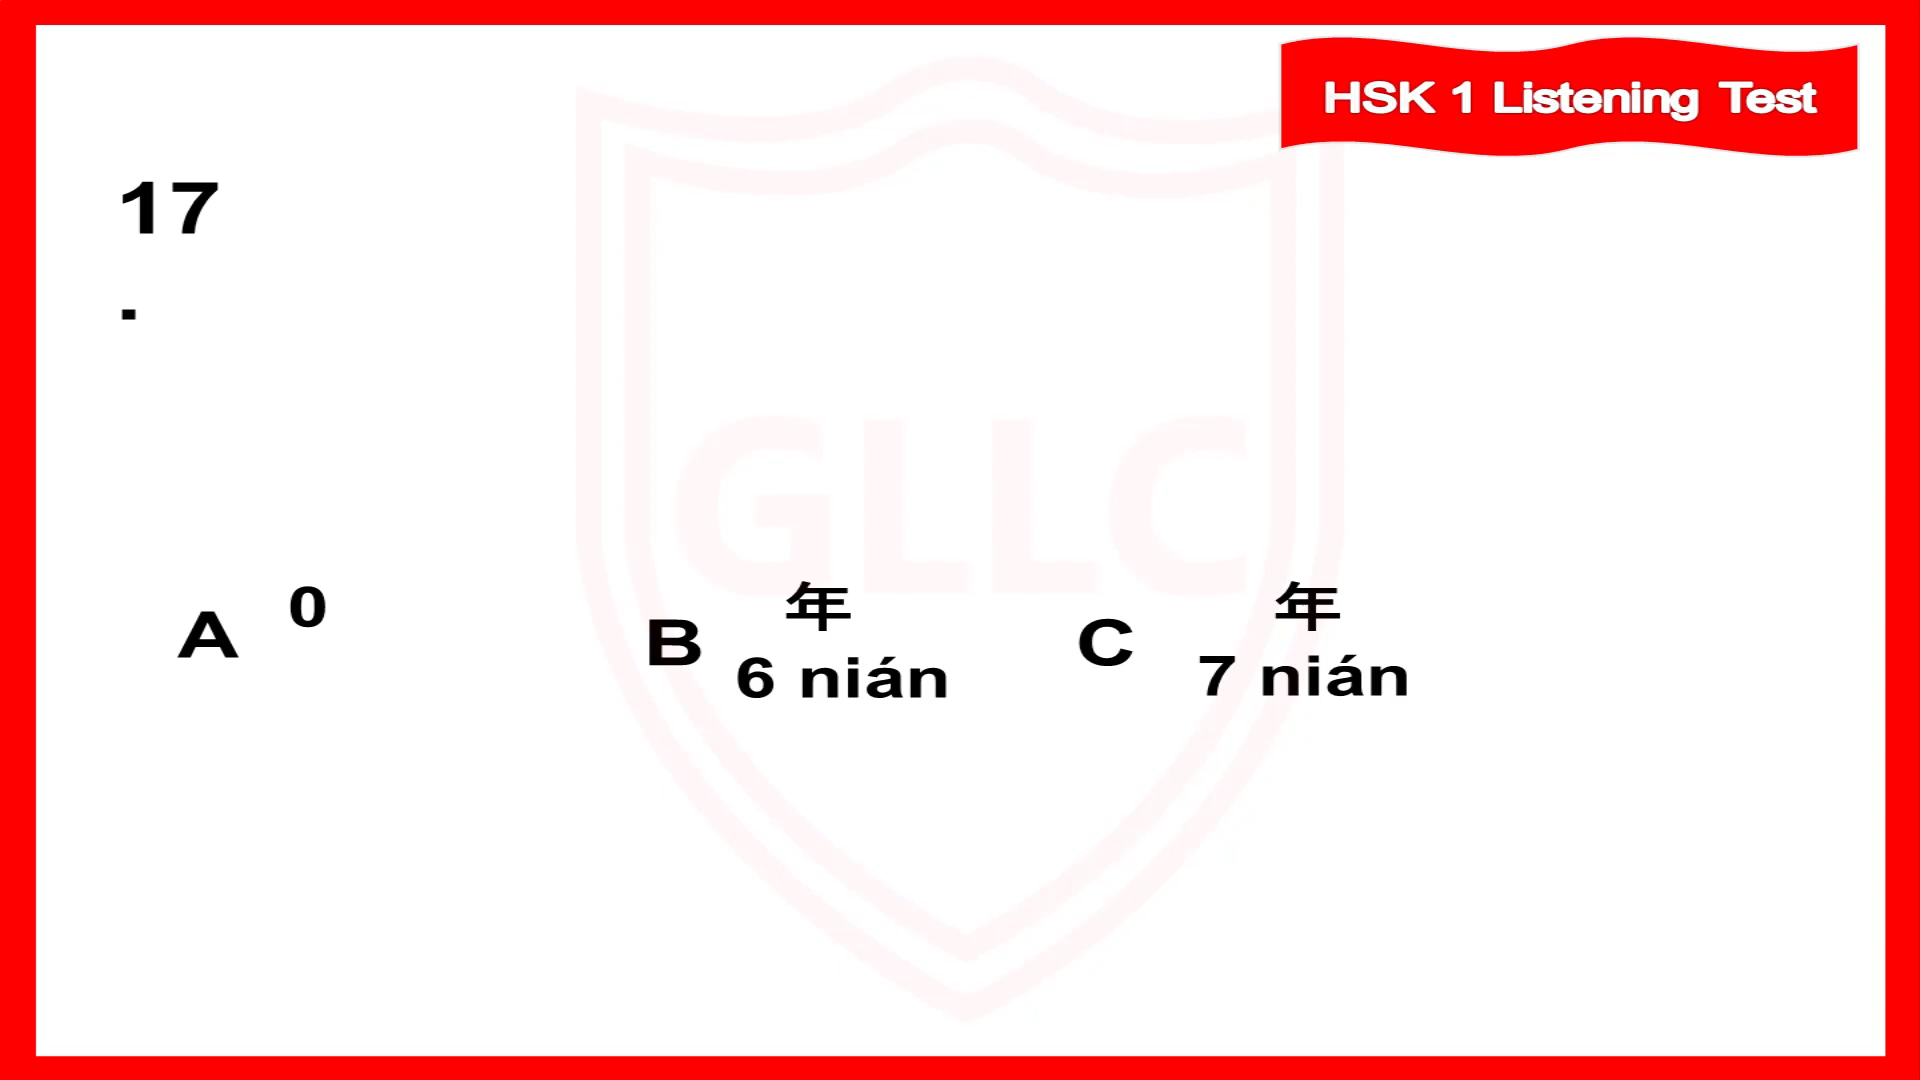 HSK 1 Listening Test
17
.
GLLC
A 0
B 年
6 nián
C 年
7 nián